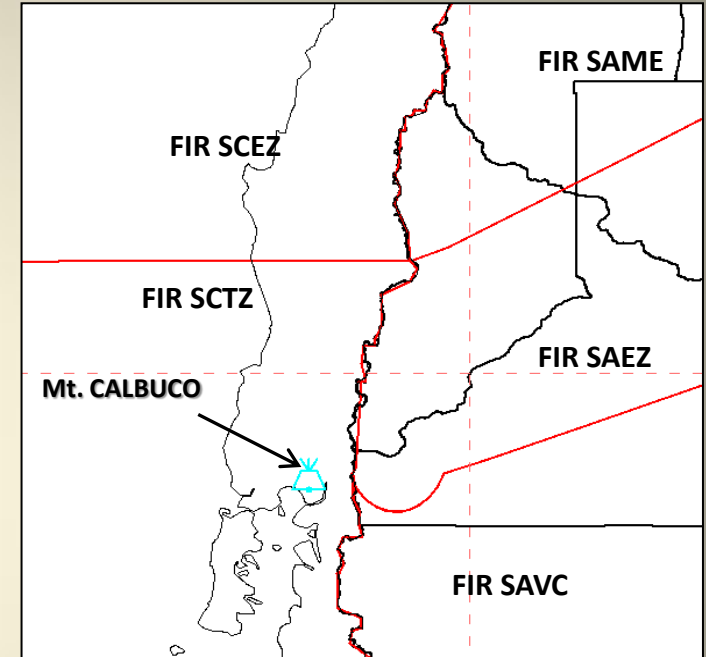 FIR SAME
FIR SCEZ
FIR SCTZ
FIR SAEZ
Mt. CALBUCO
FIR SAVC